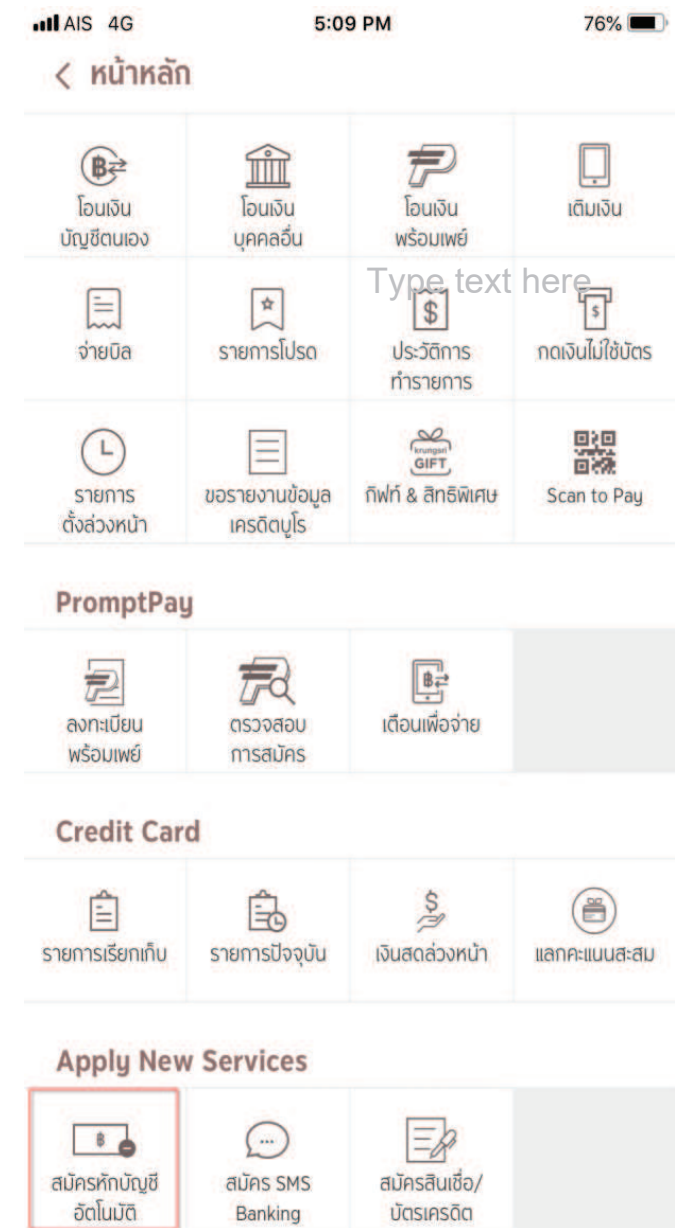 AIS 4G 5:09 PM 76%
หน้าหลัก
โอนเงิน
บัญชีตนเอง
โอนเงิน
บุคคลอื่น
โอนเงิน
พร้อมเพย์
เติมเงิน
Type text here
จ่ายบิล
รายการโปรด
ประวัติการ
ทำรายการ
กดเงินไม่ใช้บัตร
รายการ
ตั้งล่วงหน้า
ขอรายงานข้อมูล
เครดิตบูโร
krungsri
GIFT
กิฟท์ & สิทธิพิเศษ
Scan to Pay
PromptPay
ลงทะเบียน
พร้อมเพย์
ตรวจสอบ
การสมัคร
เตือนเพื่อจ่าย
Credit Card
รายการเรียกเก็บ
รายการปัจจุบัน
เงินสดล่วงหน้า
แลกคะแนนสะสม
Apply New Services
สมัครหักบัญชี
อัตโนมัติ
สมัคร SMS
Banking
สมัครสินเชื่อ/
บัตรเครดิต